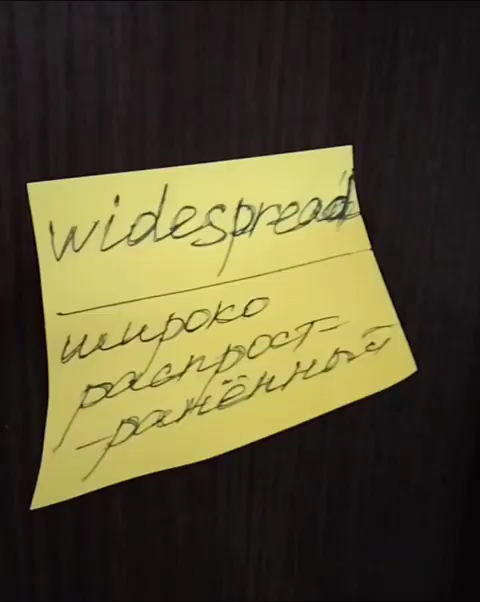 widespread
широко
распрост-
-ранённый